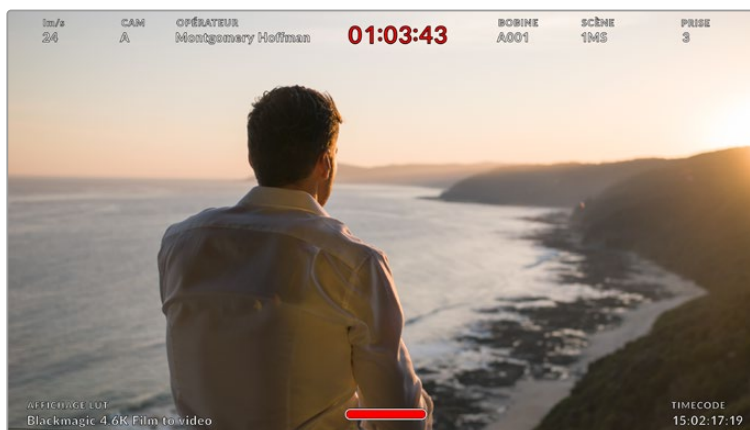 Im/s
24
CAM
A
OPÉRATEUR
Montgomery Hoffman
01:03:43
BOBINE
A001
SCÈNE
1MS
PRISE
3
AFFICHAGE LUT
Blackmagic 4.6K Film to video
TIMECODE
15:02:17:19